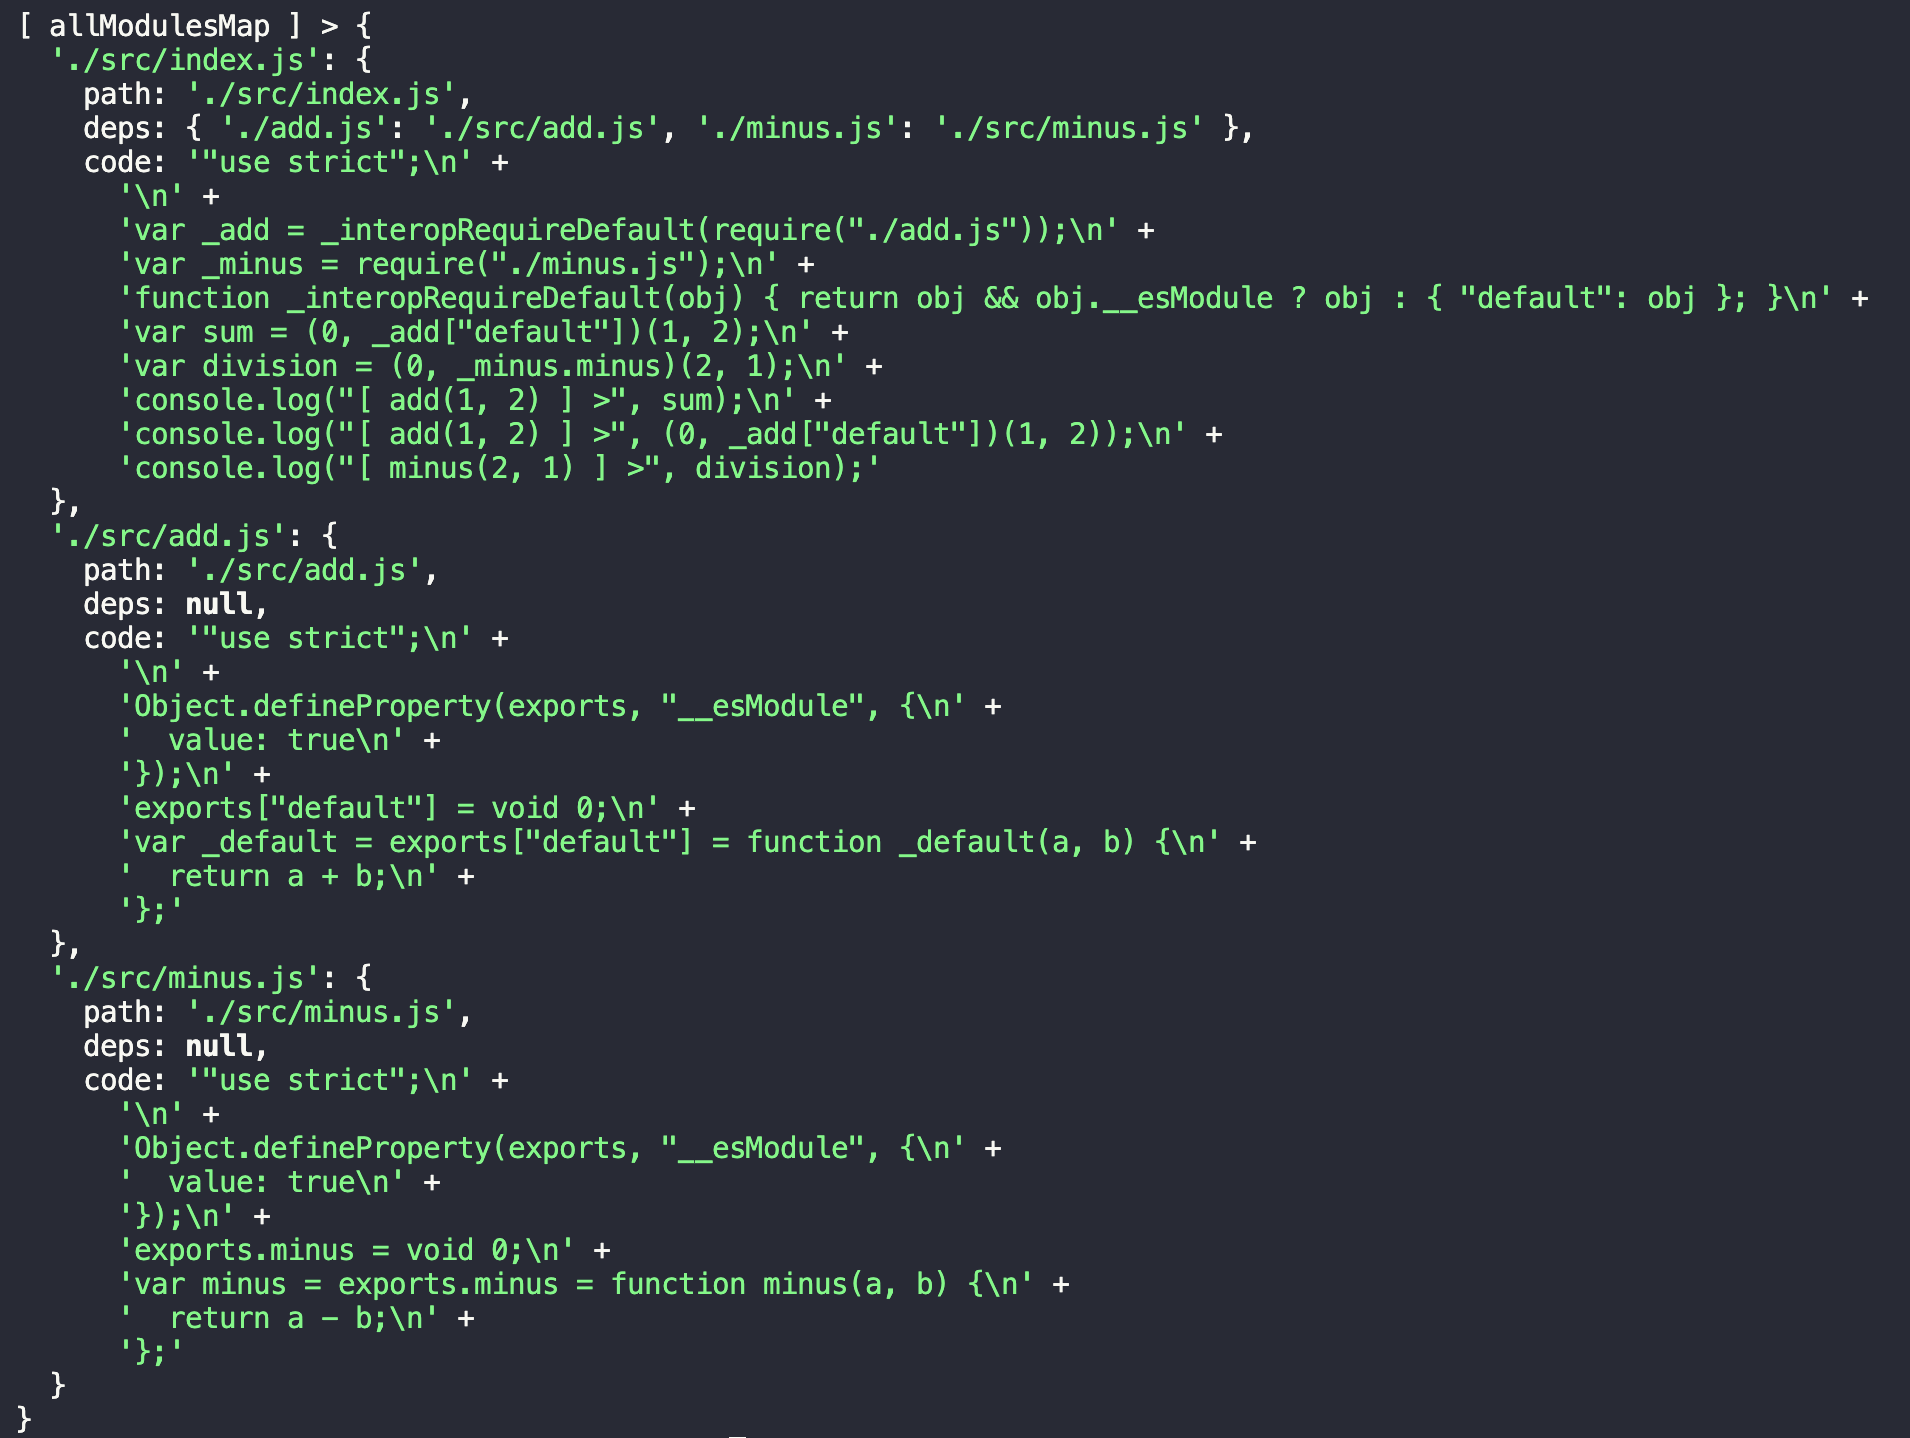 [ allModulesMap ] > {
  './src/index.js': {
    path: './src/index.js',
    deps: { './add.js': './src/add.js', './minus.js': './src/minus.js' },
    code: '"use strict";\n' +
      '\n' +
      'var _add = _interopRequireDefault(require("./add.js"));\n' +
      'var _minus = require("./minus.js");\n' +
      'function _interopRequireDefault(obj) { return obj && obj.__esModule ? obj : { "default": obj }; }\n' +
      'var sum = (0, _add["default"])(1, 2);\n' +
      'var division = (0, _minus.minus)(2, 1);\n' +
      'console.log("[ add(1, 2) ] >", sum);\n' +
      'console.log("[ add(1, 2) ] >", (0, _add["default"])(1, 2));\n' +
      'console.log("[ minus(2, 1) ] >", division);'
  },
  './src/add.js': {
    path: './src/add.js',
    deps: null,
    code: '"use strict";\n' +
      '\n' +
      'Object.defineProperty(exports, "__esModule", {\n' +
      '  value: true\n' +
      '});\n' +
      'exports["default"] = void 0;\n' +
      'var _default = exports["default"] = function _default(a, b) {\n' +
      '  return a + b;\n' +
      '};'
  },
  './src/minus.js': {
    path: './src/minus.js',
    deps: null,
    code: '"use strict";\n' +
      '\n' +
      'Object.defineProperty(exports, "__esModule", {\n' +
      '  value: true\n' +
      '});\n' +
      'exports.minus = void 0;\n' +
      'var minus = exports.minus = function minus(a, b) {\n' +
      '  return a - b;\n' +
      '};'
  }
}